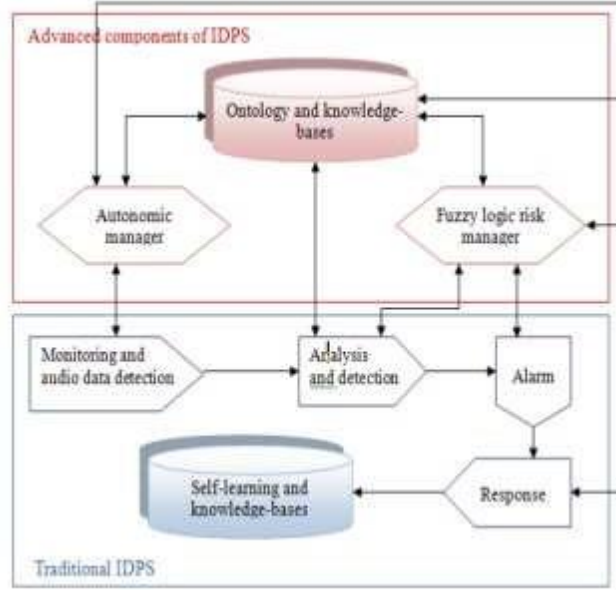 Advanced components of IDPS
Ontology and knowledge-
bases
Autonomic
manager
Fuzzy logic risk
manager
Monitoring and
audio data detection
Analysis
and detection
Alarm
Self-learning and
knowledge-bases
Response
Traditional IDPS